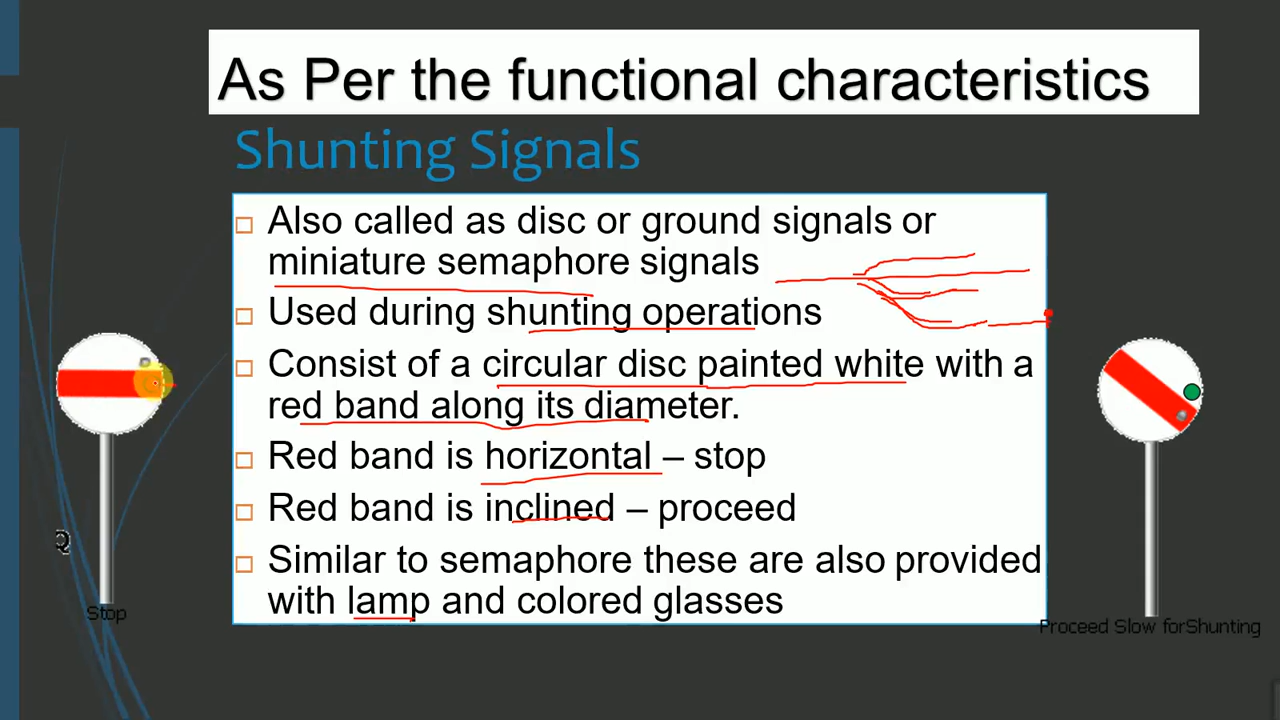 As Per the functional characteristics
Shunting Signals
Also called as disc or ground signals or
miniature semaphore signals
Used during shunting operations
Consist of a circular disc painted white with a
red band along its diameter.
Red band is horizontal – stop
Red band is inclined – proceed
Similar to semaphore these are also provided
with lamp and colored glasses
Q
Stop
Proceed Slow forShunting